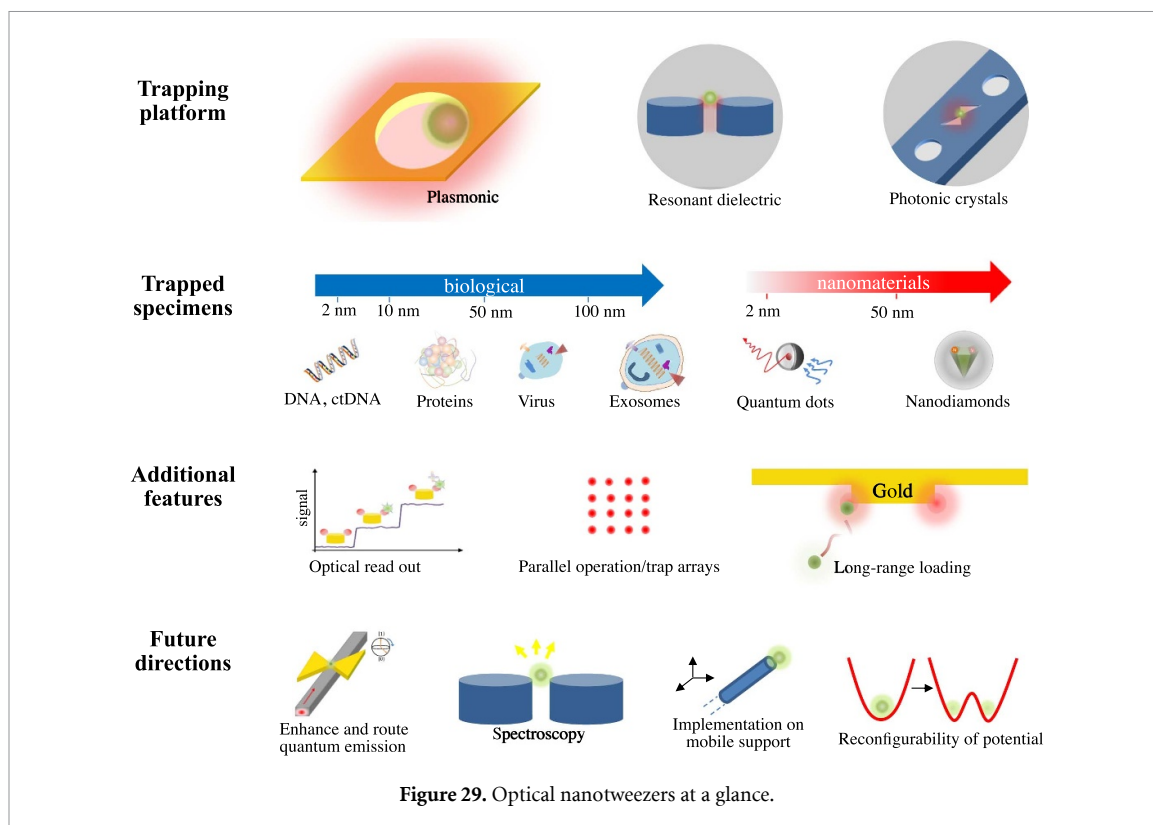 Trapping
platform
Plasmonic
Resonant dielectric
Photonic crystals
Trapped
specimens
biological
2 nm
10 nm
50 nm
100 nm
nanomaterials
2 nm
50 nm
DNA, ctDNA
Proteins
Virus
Exosomes
Quantum dots
Nanodiamonds
Additional
features
signal
Optical read out
Parallel operation/trap arrays
Gold
Long-range loading
Future
directions
Enhance and route
quantum emission
Spectroscopy
Implementation on
mobile support
Reconfigurability of potential
Figure 29. Optical nanotweezers at a glance.